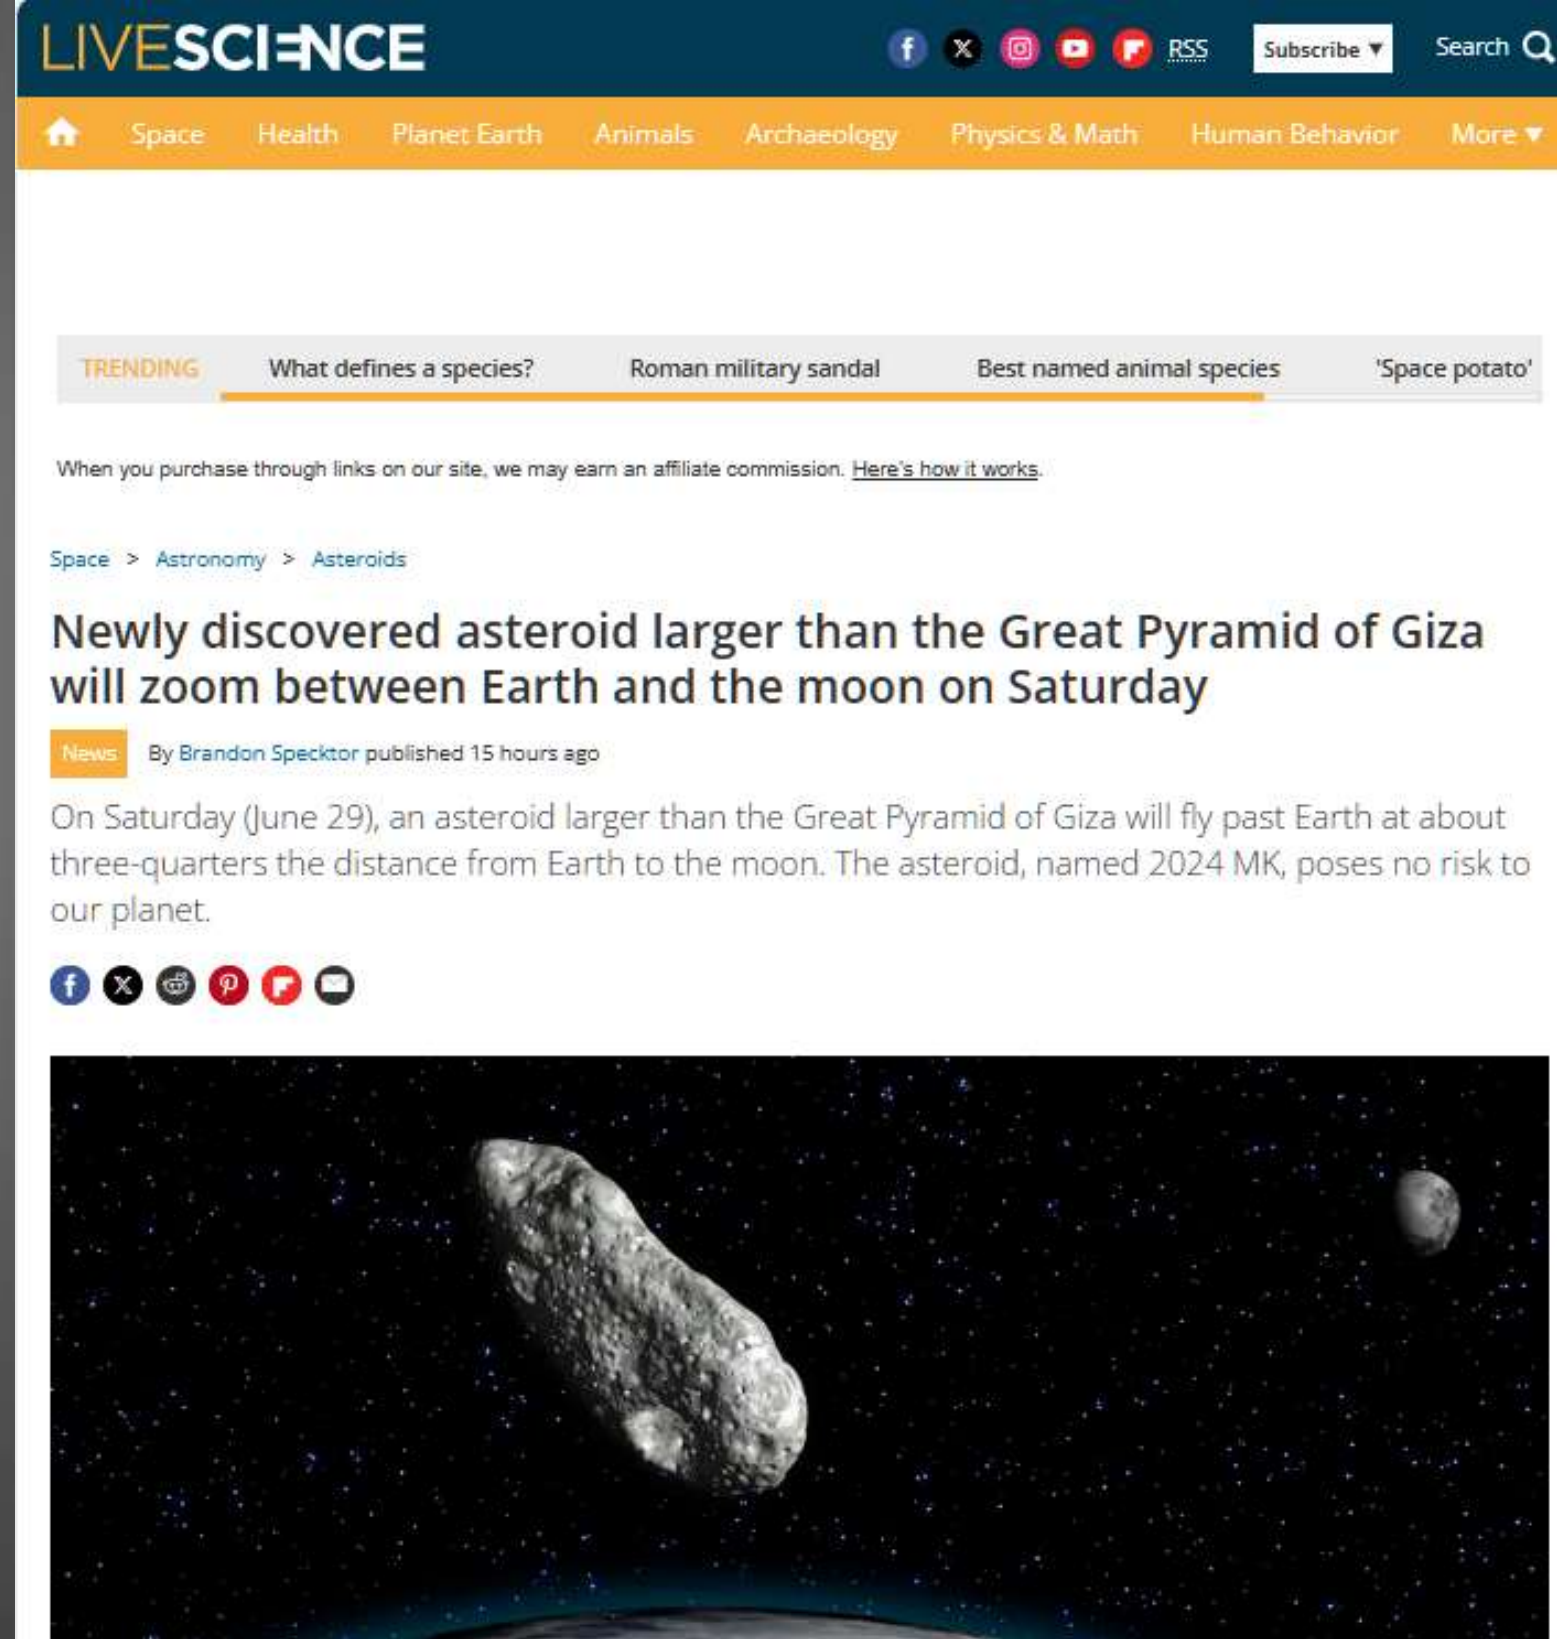 LIVESCIENCE
RSS Subscribe ▼ Search
Space Health Planet Earth Animals Archaeology Physics & Math Human Behavior More ▼
TRENDING What defines a species? Roman military sandal Best named animal species 'Space potato'
When you purchase through links on our site, we may earn an affiliate commission. Here's how it works.
Space > Astronomy > Asteroids
Newly discovered asteroid larger than the Great Pyramid of Giza
will zoom between Earth and the moon on Saturday
News By Brandon Specktor published 15 hours ago
On Saturday (June 29), an asteroid larger than the Great Pyramid of Giza will fly past Earth at about
three-quarters the distance from Earth to the moon. The asteroid, named 2024 MK, poses no risk to
our planet.